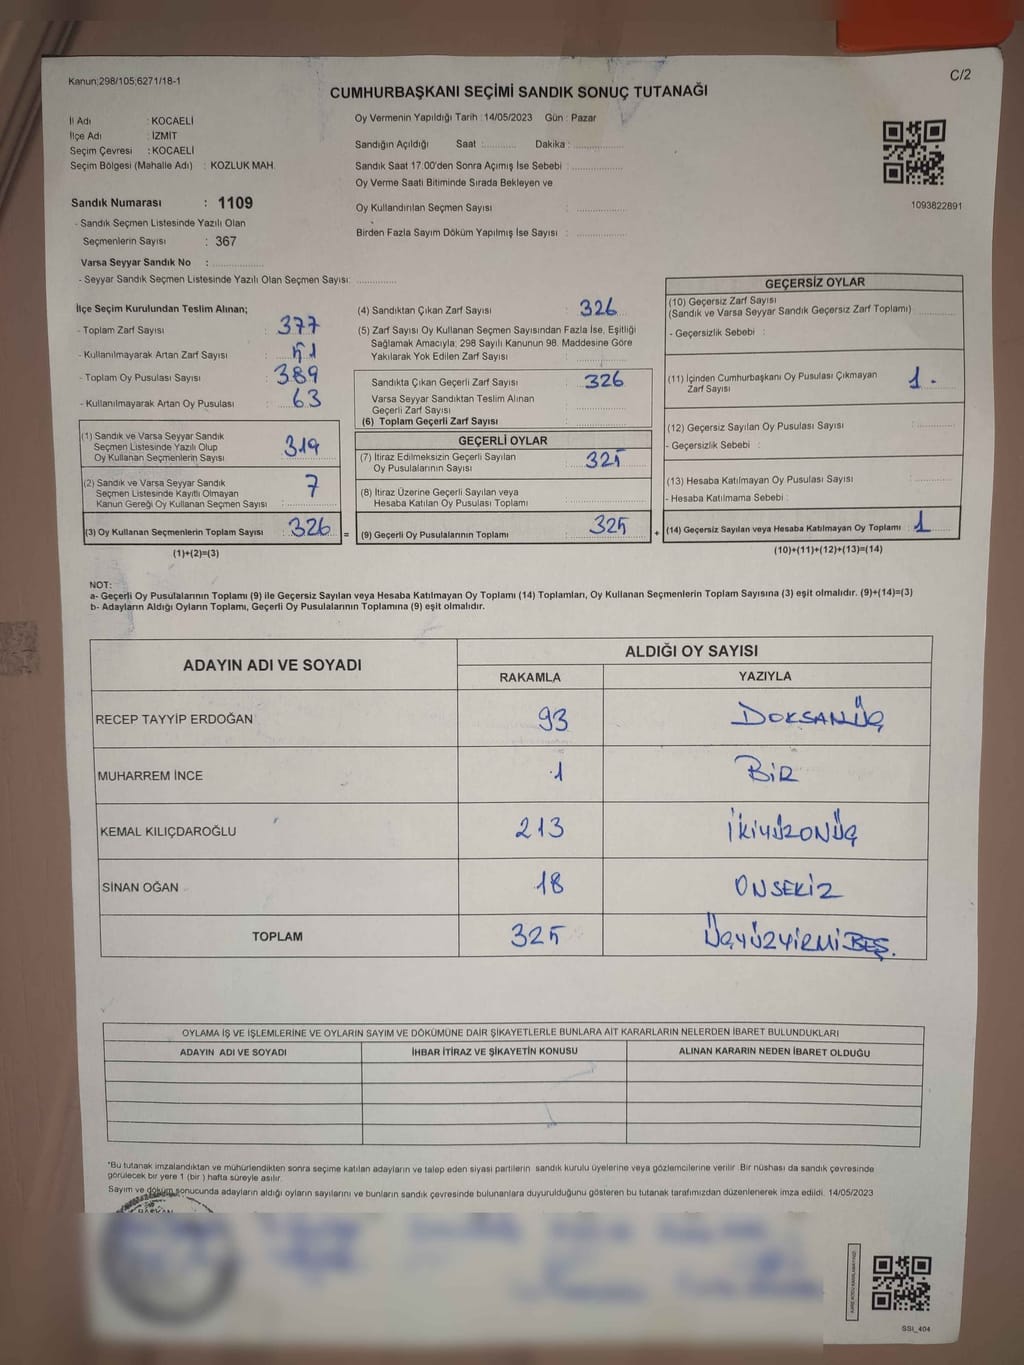 Kanun;298/105;6271/18-1
C/2
CUMHURBAŞKANI SEÇİMİ SANDIK SONUÇ TUTANAĞI
İl Adı : KOCAELİ
İlçe Adı : İZMİT
Seçim Çevresi : KOCAELİ
Seçim Bölgesi (Mahalle Adı) : KOZLUK MAH.
Oy Vermenin Yapıldığı Tarih : 14/05/2023 Gün : Pazar
Sandığın Açıldığı Saat :.......... Dakika :..............
Sandık Saat 17.00'den Sonra Açımış İse Sebebi :..............
Oy Verme Saati Bitiminde Sırada Bekleyen ve
Oy Kullandırılan Seçmen Sayısı :..............
Birden Fazla Sayım Döküm Yapılmış İse Sayısı :..............
1093822891
Sandık Numarası : 1109
- Sandık Seçmen Listesinde Yazılı Olan
Seçmenlerin Sayısı : 367
Varsa Seyyar Sandık No :..............
- Seyyar Sandık Seçmen Listesinde Yazılı Olan Seçmen Sayısı: ..............
İlçe Seçim Kurulundan Teslim Alınan;
- Toplam Zarf Sayısı : 377
- Kullanılmayarak Artan Zarf Sayısı : 51
- Toplam Oy Pusulası Sayısı : 389
- Kullanılmayarak Artan Oy Pusulası : 63
(1) Sandık ve Varsa Seyyar Sandık
Seçmen Listesinde Yazılı Olup
Oy Kullanan Seçmenlerin Sayısı : 319
(2) Sandık ve Varsa Seyyar Sandık
Seçmen Listesinde Kayıtlı Olmayan
Kanun Gereği Oy Kullanan Seçmen Sayısı : 7
(3) Oy Kullanan Seçmenlerin Toplam Sayısı : 326 =
(1)+(2)=(3)
(4) Sandıktan Çıkan Zarf Sayısı : 326
(5) Zarf Sayısı Oy Kullanan Seçmen Sayısından Fazla İse, Eşitliği
Sağlamak Amacıyla; 298 Sayılı Kanunun 98. Maddesine Göre
Yakılarak Yok Edilen Zarf Sayısı :..............
Sandıkta Çıkan Geçerli Zarf Sayısı : 326
Varsa Seyyar Sandıktan Teslim Alınan
Geçerli Zarf Sayısı :..............
(6) Toplam Geçerli Zarf Sayısı :..............
GEÇERLİ OYLAR
(7) İtiraz Edilmeksizin Geçerli Sayılan
Oy Pusulalarının Sayısı : 325
(8) İtiraz Üzerine Geçerli Sayılan veya
Hesaba Katılan Oy Pusulası Toplamı :..............
(9) Geçerli Oy Pusulalarının Toplamı : 325 +
GEÇERSİZ OYLAR
(10) Geçersiz Zarf Sayısı
(Sandık ve Varsa Seyyar Sandık Geçersiz Zarf Toplamı) :..........
- Geçersizlik Sebebi :
(11) İçinden Cumhurbaşkanı Oy Pusulası Çıkmayan
Zarf Sayısı : 1.
(12) Geçersiz Sayılan Oy Pusulası Sayısı :..........
- Geçersizlik Sebebi :
(13) Hesaba Katılmayan Oy Pusulası Sayısı :..........
- Hesaba Katılmama Sebebi :
(14) Geçersiz Sayılan veya Hesaba Katılmayan Oy Toplamı : 1
(10)+(11)+(12)+(13)=(14)
NOT:
a- Geçerli Oy Pusulalarının Toplamı (9) ile Geçersiz Sayılan veya Hesaba Katılmayan Oy Toplamı (14) Toplamları, Oy Kullanan Seçmenlerin Toplam Sayısına (3) eşit olmalıdır. (9)+(14)=(3)
b- Adayların Aldığı Oyların Toplamı, Geçerli Oy Pusulalarının Toplamına (9) eşit olmalıdır.
ADAYIN ADI VE SOYADI ALDIĞI OY SAYISI
RAKAMLA YAZIYLA
RECEP TAYYİP ERDOĞAN 93 DOKSANÜÇ
MUHARREM İNCE 1 BİR
KEMAL KILIÇDAROĞLU 213 İKİYÜZONÜÇ
SİNAN OĞAN 18 ONSEKİZ
TOPLAM 325 ÜÇYÜZYİRMİBEŞ.
OYLAMA İŞ VE İŞLEMLERİNE VE OYLARIN SAYIM VE DÖKÜMÜNE DAİR ŞİKAYETLERLE BUNLARA AİT KARARLARIN NELERDEN İBARET BULUNDUKLARI
ADAYIN ADI VE SOYADI İHBAR İTİRAZ VE ŞİKAYETİN KONUSU ALINAN KARARIN NEDEN İBARET OLDUĞU
*Bu tutanak imzalandıktan ve mühürlendikten sonra seçime katılan adayların ve talep eden siyasi partilerin sandık kurulu üyelerine veya gözlemcilerine verilir. Bir nüshası da sandık çevresinde
görülecek bir yere 1 (bir ) hafta süreyle asılır.
Sayım ve döküm sonucunda adayların aldığı oyların sayılarını ve bunların sandık çevresinde bulunanlara duyurulduğunu gösteren bu tutanak tarafımızdan düzenlenerek imza edildi. 14/05/2023
BAŞKAN
SSI_404